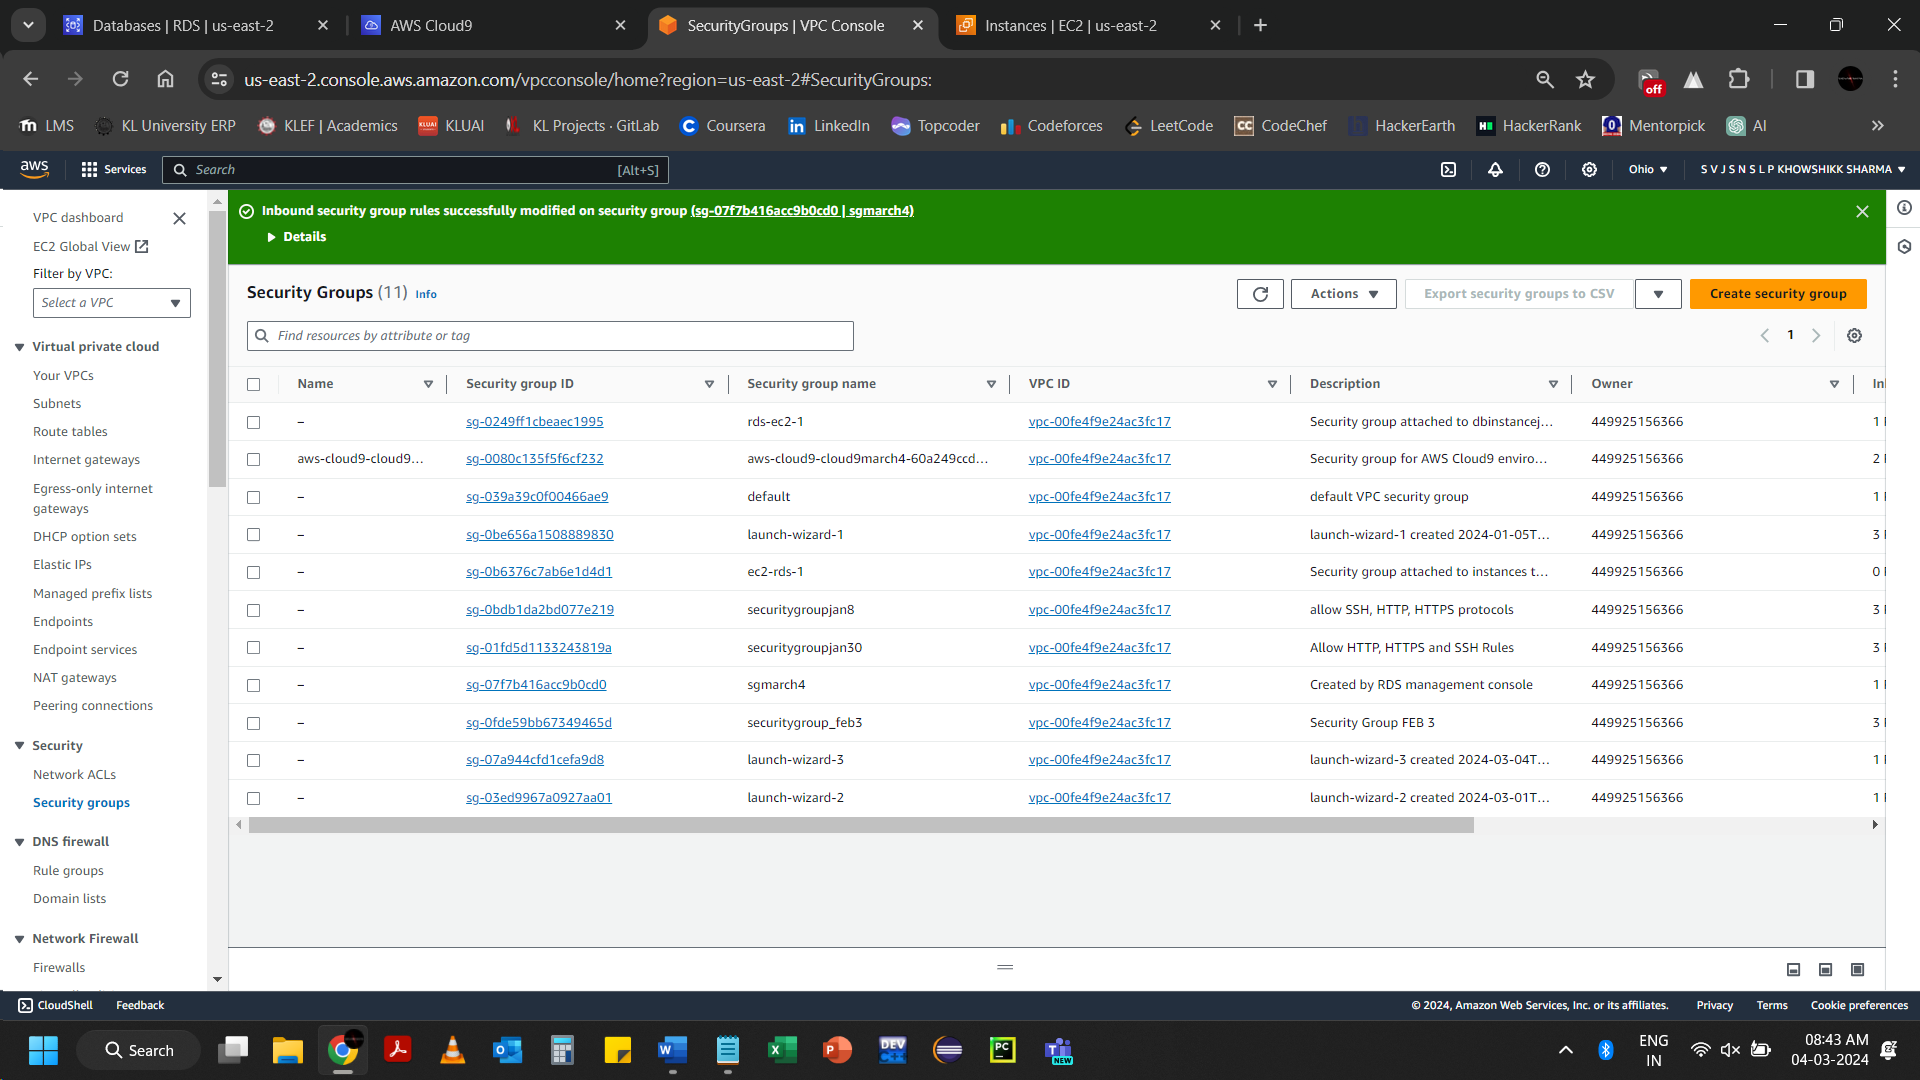 Databases | RDS | us-east-2
AWS Cloud9
SecurityGroups | VPC Console
Instances | EC2 | us-east-2
us-east-2.console.aws.amazon.com/vpcconsole/home?region=us-east-2#SecurityGroups:
off
LMS
KL University ERP
KLEF | Academics
KLUAI
KL Projects · GitLab
Coursera
LinkedIn
Topcoder
Codeforces
LeetCode
CodeChef
HackerEarth
HackerRank
Mentorpick
AI
aws
Services
Search
[Alt+S]
Ohio
S V J S N S L P KHOWSHIKK SHARMA
VPC dashboard
EC2 Global View
Filter by VPC:
Select a VPC
Virtual private cloud
Your VPCs
Subnets
Route tables
Internet gateways
Egress-only internet
gateways
DHCP option sets
Elastic IPs
Managed prefix lists
Endpoints
Endpoint services
NAT gateways
Peering connections
Security
Network ACLs
Security groups
DNS firewall
Rule groups
Domain lists
Network Firewall
Firewalls
Inbound security group rules successfully modified on security group (sg-07f7b416acc9b0cd0 | sgmarch4)
Details
Security Groups (11) Info
Actions
Export security groups to CSV
Create security group
Find resources by attribute or tag
1
Name Security group ID Security group name VPC ID Description Owner In
– sg-0249ff1cbeaec1995 rds-ec2-1 vpc-00fe4f9e24ac3fc17 Security group attached to dbinstancej... 449925156366 1
aws-cloud9-cloud9... sg-0080c135f5f6cf232 aws-cloud9-cloud9march4-60a249ccd... vpc-00fe4f9e24ac3fc17 Security group for AWS Cloud9 enviro... 449925156366 2
– sg-039a39c0f00466ae9 default vpc-00fe4f9e24ac3fc17 default VPC security group 449925156366 1
– sg-0be656a1508889830 launch-wizard-1 vpc-00fe4f9e24ac3fc17 launch-wizard-1 created 2024-01-05T... 449925156366 3
– sg-0b6376c7ab6e1d4d1 ec2-rds-1 vpc-00fe4f9e24ac3fc17 Security group attached to instances t... 449925156366 0
– sg-0bdb1da2bd077e219 securitygroupjan8 vpc-00fe4f9e24ac3fc17 allow SSH, HTTP, HTTPS protocols 449925156366 3
– sg-01fd5d1133243819a securitygroupjan30 vpc-00fe4f9e24ac3fc17 Allow HTTP, HTTPS and SSH Rules 449925156366 3
– sg-07f7b416acc9b0cd0 sgmarch4 vpc-00fe4f9e24ac3fc17 Created by RDS management console 449925156366 1
– sg-0fde59bb67349465d securitygroup_feb3 vpc-00fe4f9e24ac3fc17 Security Group FEB 3 449925156366 3
– sg-07a944cfd1cefa9d8 launch-wizard-3 vpc-00fe4f9e24ac3fc17 launch-wizard-3 created 2024-03-04T... 449925156366 1
– sg-03ed9967a0927aa01 launch-wizard-2 vpc-00fe4f9e24ac3fc17 launch-wizard-2 created 2024-03-01T... 449925156366 1
CloudShell
Feedback
© 2024, Amazon Web Services, Inc. or its affiliates.
Privacy
Terms
Cookie preferences
Search
ENG
IN
08:43 AM
04-03-2024